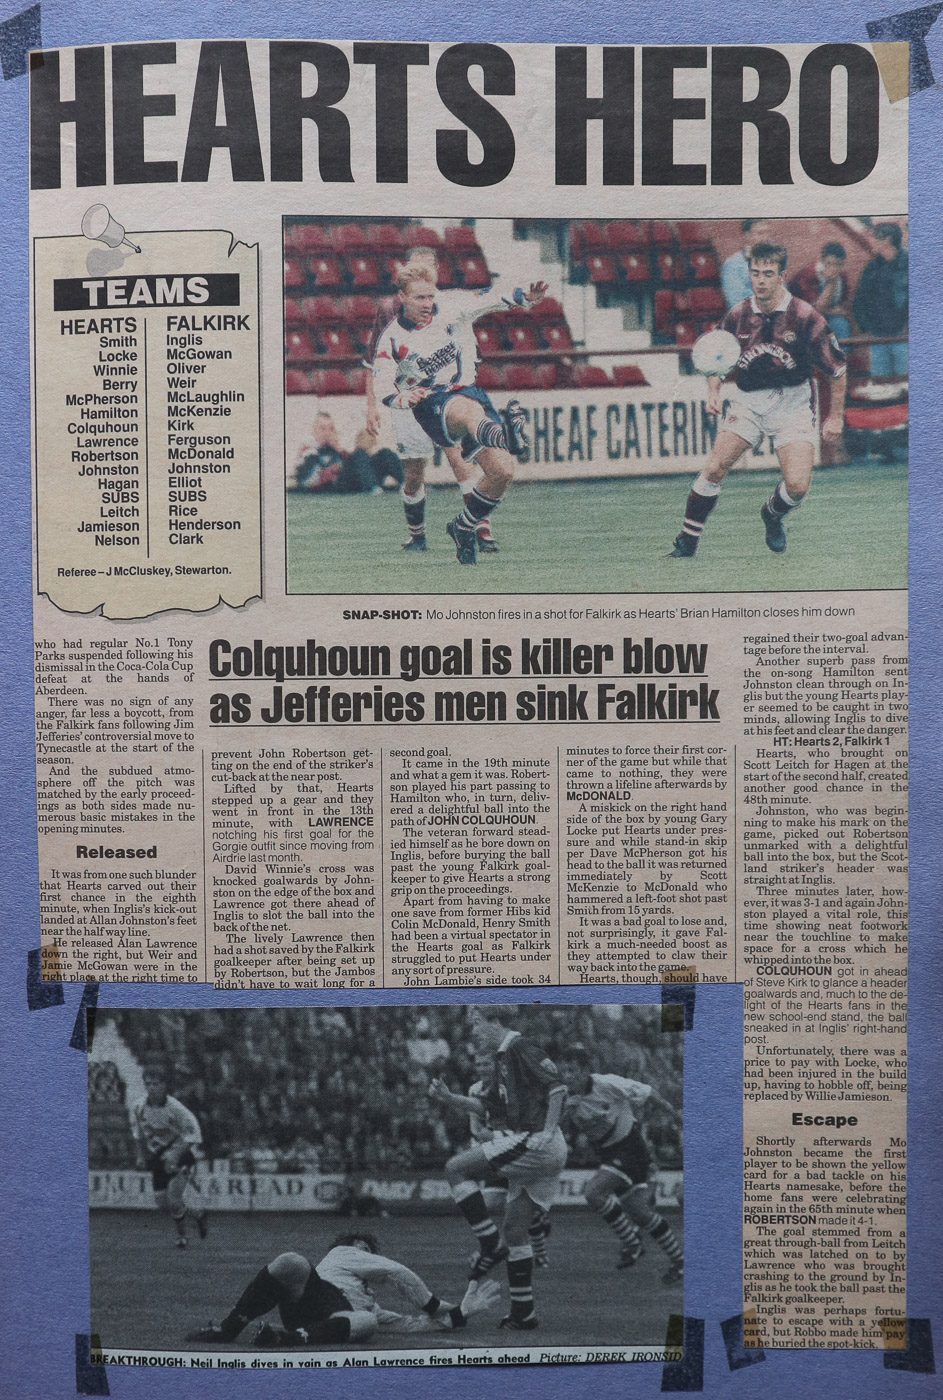 HEARTS HERO
TEAMS
HEARTS
Smith
Locke
Winnie
Berry
McPherson
Hamilton
Colquhoun
Lawrence
Robertson
Johnston
Hagan
SUBS
Leitch
Jamieson
Nelson
FALKIRK
Inglis
McGowan
Oliver
Weir
McLaughlin
McKenzie
Kirk
Ferguson
McDonald
Johnston
Elliot
SUBS
Rice
Henderson
Clark
Referee – J McCluskey, Stewarton.
STRONGBOW
SHEAF CATERIN
SNAP-SHOT: Mo Johnston fires in a shot for Falkirk as Hearts' Brian Hamilton closes him down
Colquhoun goal is killer blow
as Jefferies men sink Falkirk
who had regular No.1 Tony
Parks suspended following his
dismissal in the Coca-Cola Cup
defeat at the hands of
Aberdeen.
There was no sign of any
anger, far less a boycott, from
the Falkirk fans following Jim
Jefferies' controversial move to
Tynecastle at the start of the
season.
And the subdued atmo-
sphere off the pitch was
matched by the early proceed-
ings as both sides made nu-
merous basic mistakes in the
opening minutes.
Released
It was from one such blunder
that Hearts carved out their
first chance in the eighth
minute, when Inglis's kick-out
landed at Allan Johnston's feet
near the half way line.
He released Alan Lawrence
down the right, but Weir and
Jamie McGowan were in the
right place at the right time to
prevent John Robertson get-
ting on the end of the striker's
cut-back at the near post.
Lifted by that, Hearts
stepped up a gear and they
went in front in the 13th
minute, with LAWRENCE
notching his first goal for the
Gorgie outfit since moving from
Airdrie last month.
David Winnie's cross was
knocked goalwards by John-
ston on the edge of the box and
Lawrence got there ahead of
Inglis to slot the ball into the
back of the net.
The lively Lawrence then
had a shot saved by the Falkirk
goalkeeper after being set up
by Robertson, but the Jambos
didn't have to wait long for a
second goal.
It came in the 19th minute
and what a gem it was. Robert-
son played his part passing to
Hamilton who, in turn, deliv-
ered a delightful ball into the
path of JOHN COLQUHOUN.
The veteran forward stead-
ied himself as he bore down on
Inglis, before burying the ball
past the young Falkirk goal-
keeper to give Hearts a strong
grip on the proceedings.
Apart from having to make
one save from former Hibs kid
Colin McDonald, Henry Smith
had been a virtual spectator in
the Hearts goal as Falkirk
struggled to put Hearts under
any sort of pressure.
John Lambie's side took 34
minutes to force their first cor-
ner of the game but while that
came to nothing, they were
thrown a lifeline afterwards by
McDONALD.
A miskick on the right hand
side of the box by young Gary
Locke put Hearts under pres-
sure and while stand-in skip
per Dave McPherson got his
head to the ball it was returned
immediately by Scott
McKenzie to McDonald who
hammered a left-foot shot past
Smith from 15 yards.
It was a bad goal to lose and,
not surprisingly, it gave Fal-
kirk a much-needed boost as
they attempted to claw their
way back into the game.
Hearts, though, should have
regained their two-goal advan-
tage before the interval.
Another superb pass from
the on-song Hamilton sent
Johnston clean through on In-
glis but the young Hearts play-
er seemed to be caught in two
minds, allowing Inglis to dive
at his feet and clear the danger.
HT: Hearts 2, Falkirk 1
Hearts, who brought on
Scott Leitch for Hagen at the
start of the second half, created
another good chance in the
48th minute.
Johnston, who was begin-
ning to make his mark on the
game, picked out Robertson
unmarked with a delightful
ball into the box, but the Scot-
land striker's header was
straight at Inglis.
Three minutes later, how-
ever, it was 3-1 and again John-
ston played a vital role, this
time showing neat footwork
near the touchline to make
space for a cross which he
whipped into the box.
COLQUHOUN got in ahead
of Steve Kirk to glance a header
goalwards and, much to the de-
light of the Hearts fans in the
new school-end stand, the ball
sneaked in at Inglis' right-hand
post.
Unfortunately, there was a
price to pay with Locke, who
had been injured in the build
up, having to hobble off, being
replaced by Willie Jamieson.
Escape
Shortly afterwards Mo
Johnston became the first
player to be shown the yellow
card for a bad tackle on his
Hearts namesake, before the
home fans were celebrating
again in the 65th minute when
ROBERTSON made it 4-1.
The goal stemmed from a
great through-ball from Leitch
which was latched on to by
Lawrence who was brought
crashing to the ground by In-
glis as he took the ball past the
Falkirk goalkeeper.
Inglis was perhaps fortu-
nate to escape with a yellow
card, but Robbo made him pay
as he buried the spot-kick.
& READ
BREAKTHROUGH: Neil Inglis dives in vain as Alan Lawrence fires Hearts ahead Picture: DEREK IRONSID